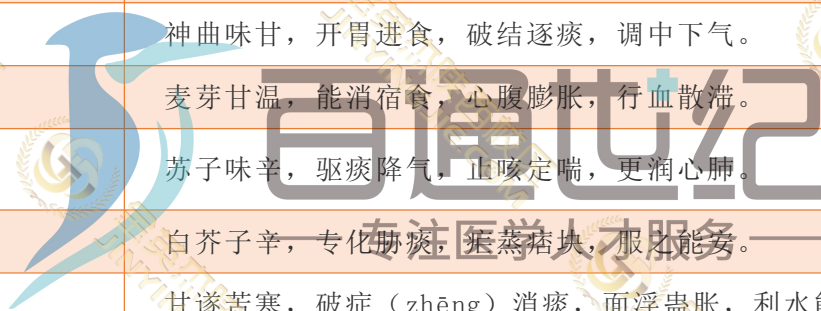 神曲味甘，开胃进食，破结逐痰，调中下气。
麦芽甘温，能消宿食，心腹膨胀，行血散滞。
苏子味辛，驱痰降气，止咳定喘，更润心肺。
白芥子辛，专化胁痰，疟蒸痞块，服之能安。
甘遂苦寒，破症（zhēng）消痰，面浮蛊胀，利水能
百通世纪
专注医学人才服务